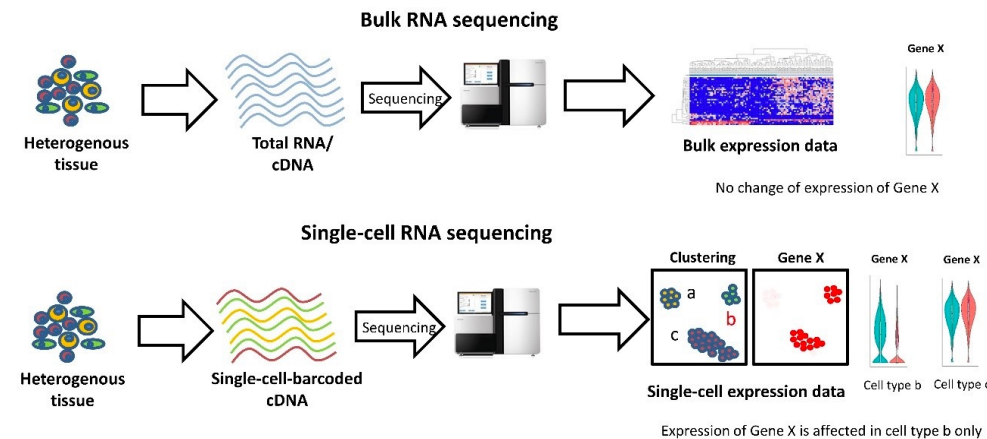 Bulk RNA sequencing
Gene X
Sequencing
Heterogenous
tissue
Total RNA/
cDNA
Bulk expression data
No change of expression of Gene X
Single-cell RNA sequencing
Clustering
Gene X
Gene X
Gene X
a
b
c
Sequencing
Heterogenous
tissue
Single-cell-barcoded
cDNA
Single-cell expression data
Cell type b
Cell type c
Expression of Gene X is affected in cell type b only